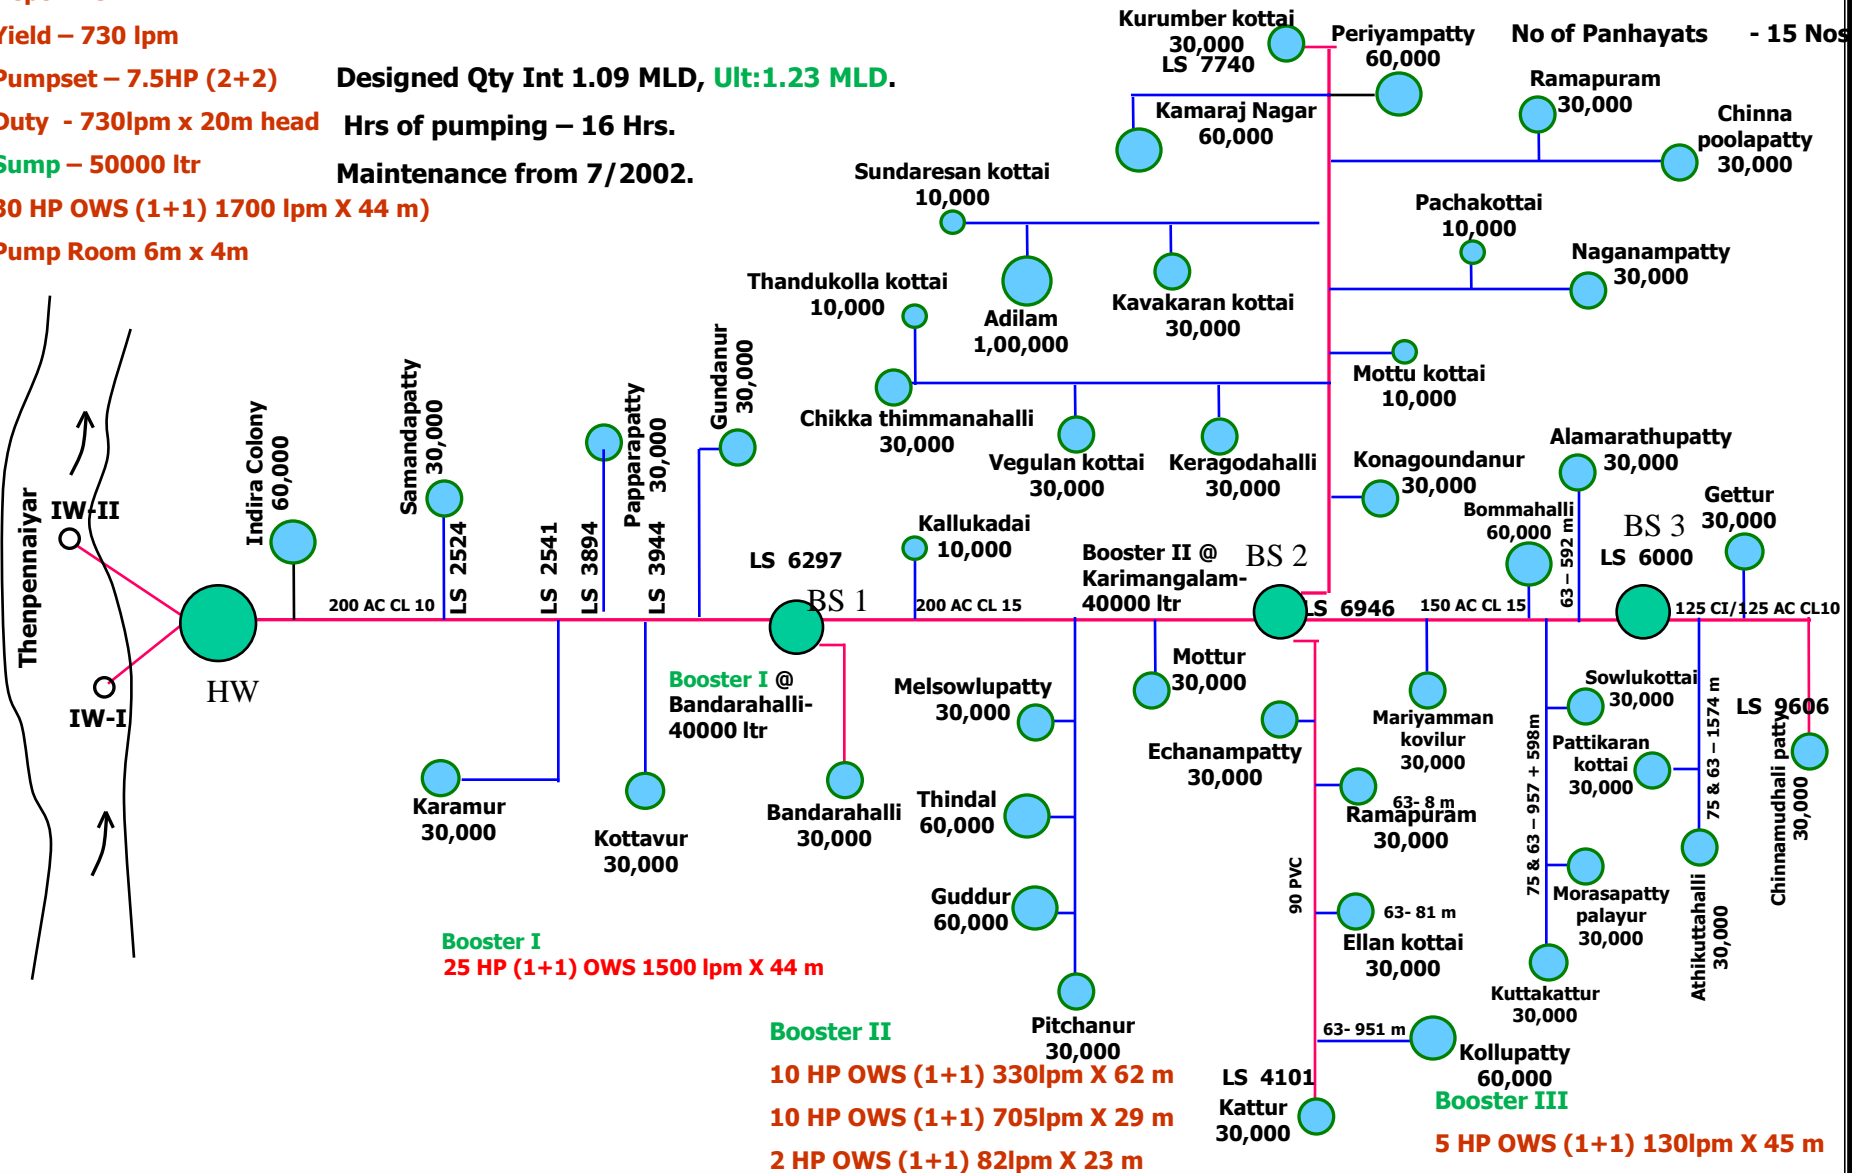 Yield – 730 lpm
Pumpset – 7.5HP (2+2)
Duty - 730lpm x 20m head
Sump – 50000 ltr
30 HP OWS (1+1) 1700 lpm X 44 m)
Pump Room 6m x 4m
Designed Qty Int 1.09 MLD, Ult:1.23 MLD.
Hrs of pumping – 16 Hrs.
Maintenance from 7/2002.
No of Panhayats - 15 Nos
Kurumber kottai
30,000
LS 7740
Periyampatty
60,000
Kamaraj Nagar
60,000
Ramapuram
30,000
Chinna
poolapatty
30,000
Sundaresan kottai
10,000
Adilam
1,00,000
Kavakaran kottai
30,000
Pachakottai
10,000
Naganampatty
30,000
Thandukolla kottai
10,000
Chikka thimmanahalli
30,000
Vegulan kottai
30,000
Keragodahalli
30,000
Mottu kottai
10,000
Konagoundanur
30,000
Alamarathupatty
30,000
Bommahalli
60,000
63 – 592 m
Gettur
30,000
BS 3
LS 6000
Thenpennaiyar
IW-II
IW-I
HW
Indira Colony
60,000
Samandapatty
30,000
LS 2524
LS 2541
LS 3894
Papparapatty
30,000
LS 3944
Gundanur
30,000
LS 6297
BS 1
Kallukadai
10,000
Booster II @
Karimangalam-
40000 ltr
BS 2
LS 6946
200 AC CL 10
200 AC CL 15
150 AC CL 15
125 CI/125 AC CL10
Karamur
30,000
Kottavur
30,000
Booster I @
Bandarahalli-
40000 ltr
Bandarahalli
30,000
Melsowlupatty
30,000
Thindal
60,000
Guddur
60,000
Pitchanur
30,000
Mottur
30,000
Echanampatty
30,000
Mariyamman
kovilur
30,000
63- 8 m
Ramapuram
30,000
90 PVC
63- 81 m
Ellan kottai
30,000
63- 951 m
Kollupatty
60,000
LS 4101
Kattur
30,000
75 & 63 – 957 + 598m
Sowlukottai
30,000
Pattikaran
kottai
30,000
Morasapatty
palayur
30,000
Kuttakattur
30,000
75 & 63 – 1574 m
Athikuttahalli
30,000
LS 9606
Chinnamudhali patty
30,000
Booster I
25 HP (1+1) OWS 1500 lpm X 44 m
Booster II
10 HP OWS (1+1) 330lpm X 62 m
10 HP OWS (1+1) 705lpm X 29 m
2 HP OWS (1+1) 82lpm X 23 m
Booster III
5 HP OWS (1+1) 130lpm X 45 m